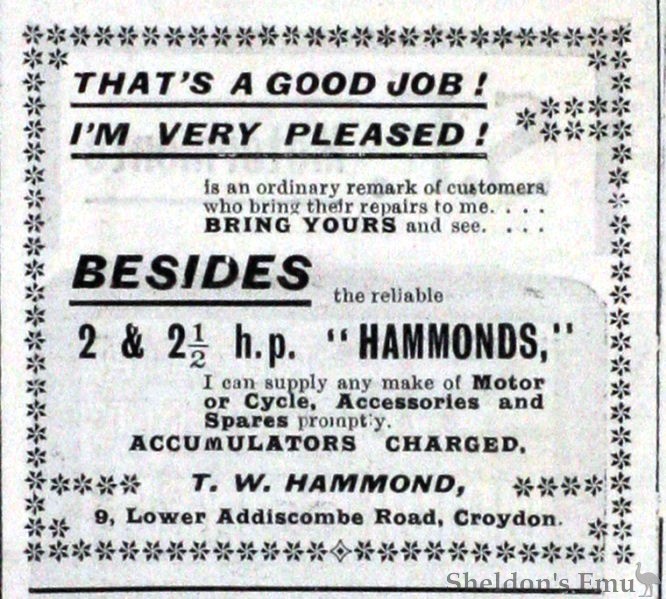 THAT'S A GOOD JOB!
I'M VERY PLEASED!
is an ordinary remark of customers,
who bring their repairs to me. . . .
BRING YOURS and see. . . .
BESIDES
the reliable
2 & 2½ h.p. "HAMMONDS,"
I can supply any make of Motor
or Cycle, Accessories and
Spares promptly.
ACCUMULATORS CHARGED.
T. W. HAMMOND,
9, Lower Addiscombe Road, Croydon.
Sheldon's Emu